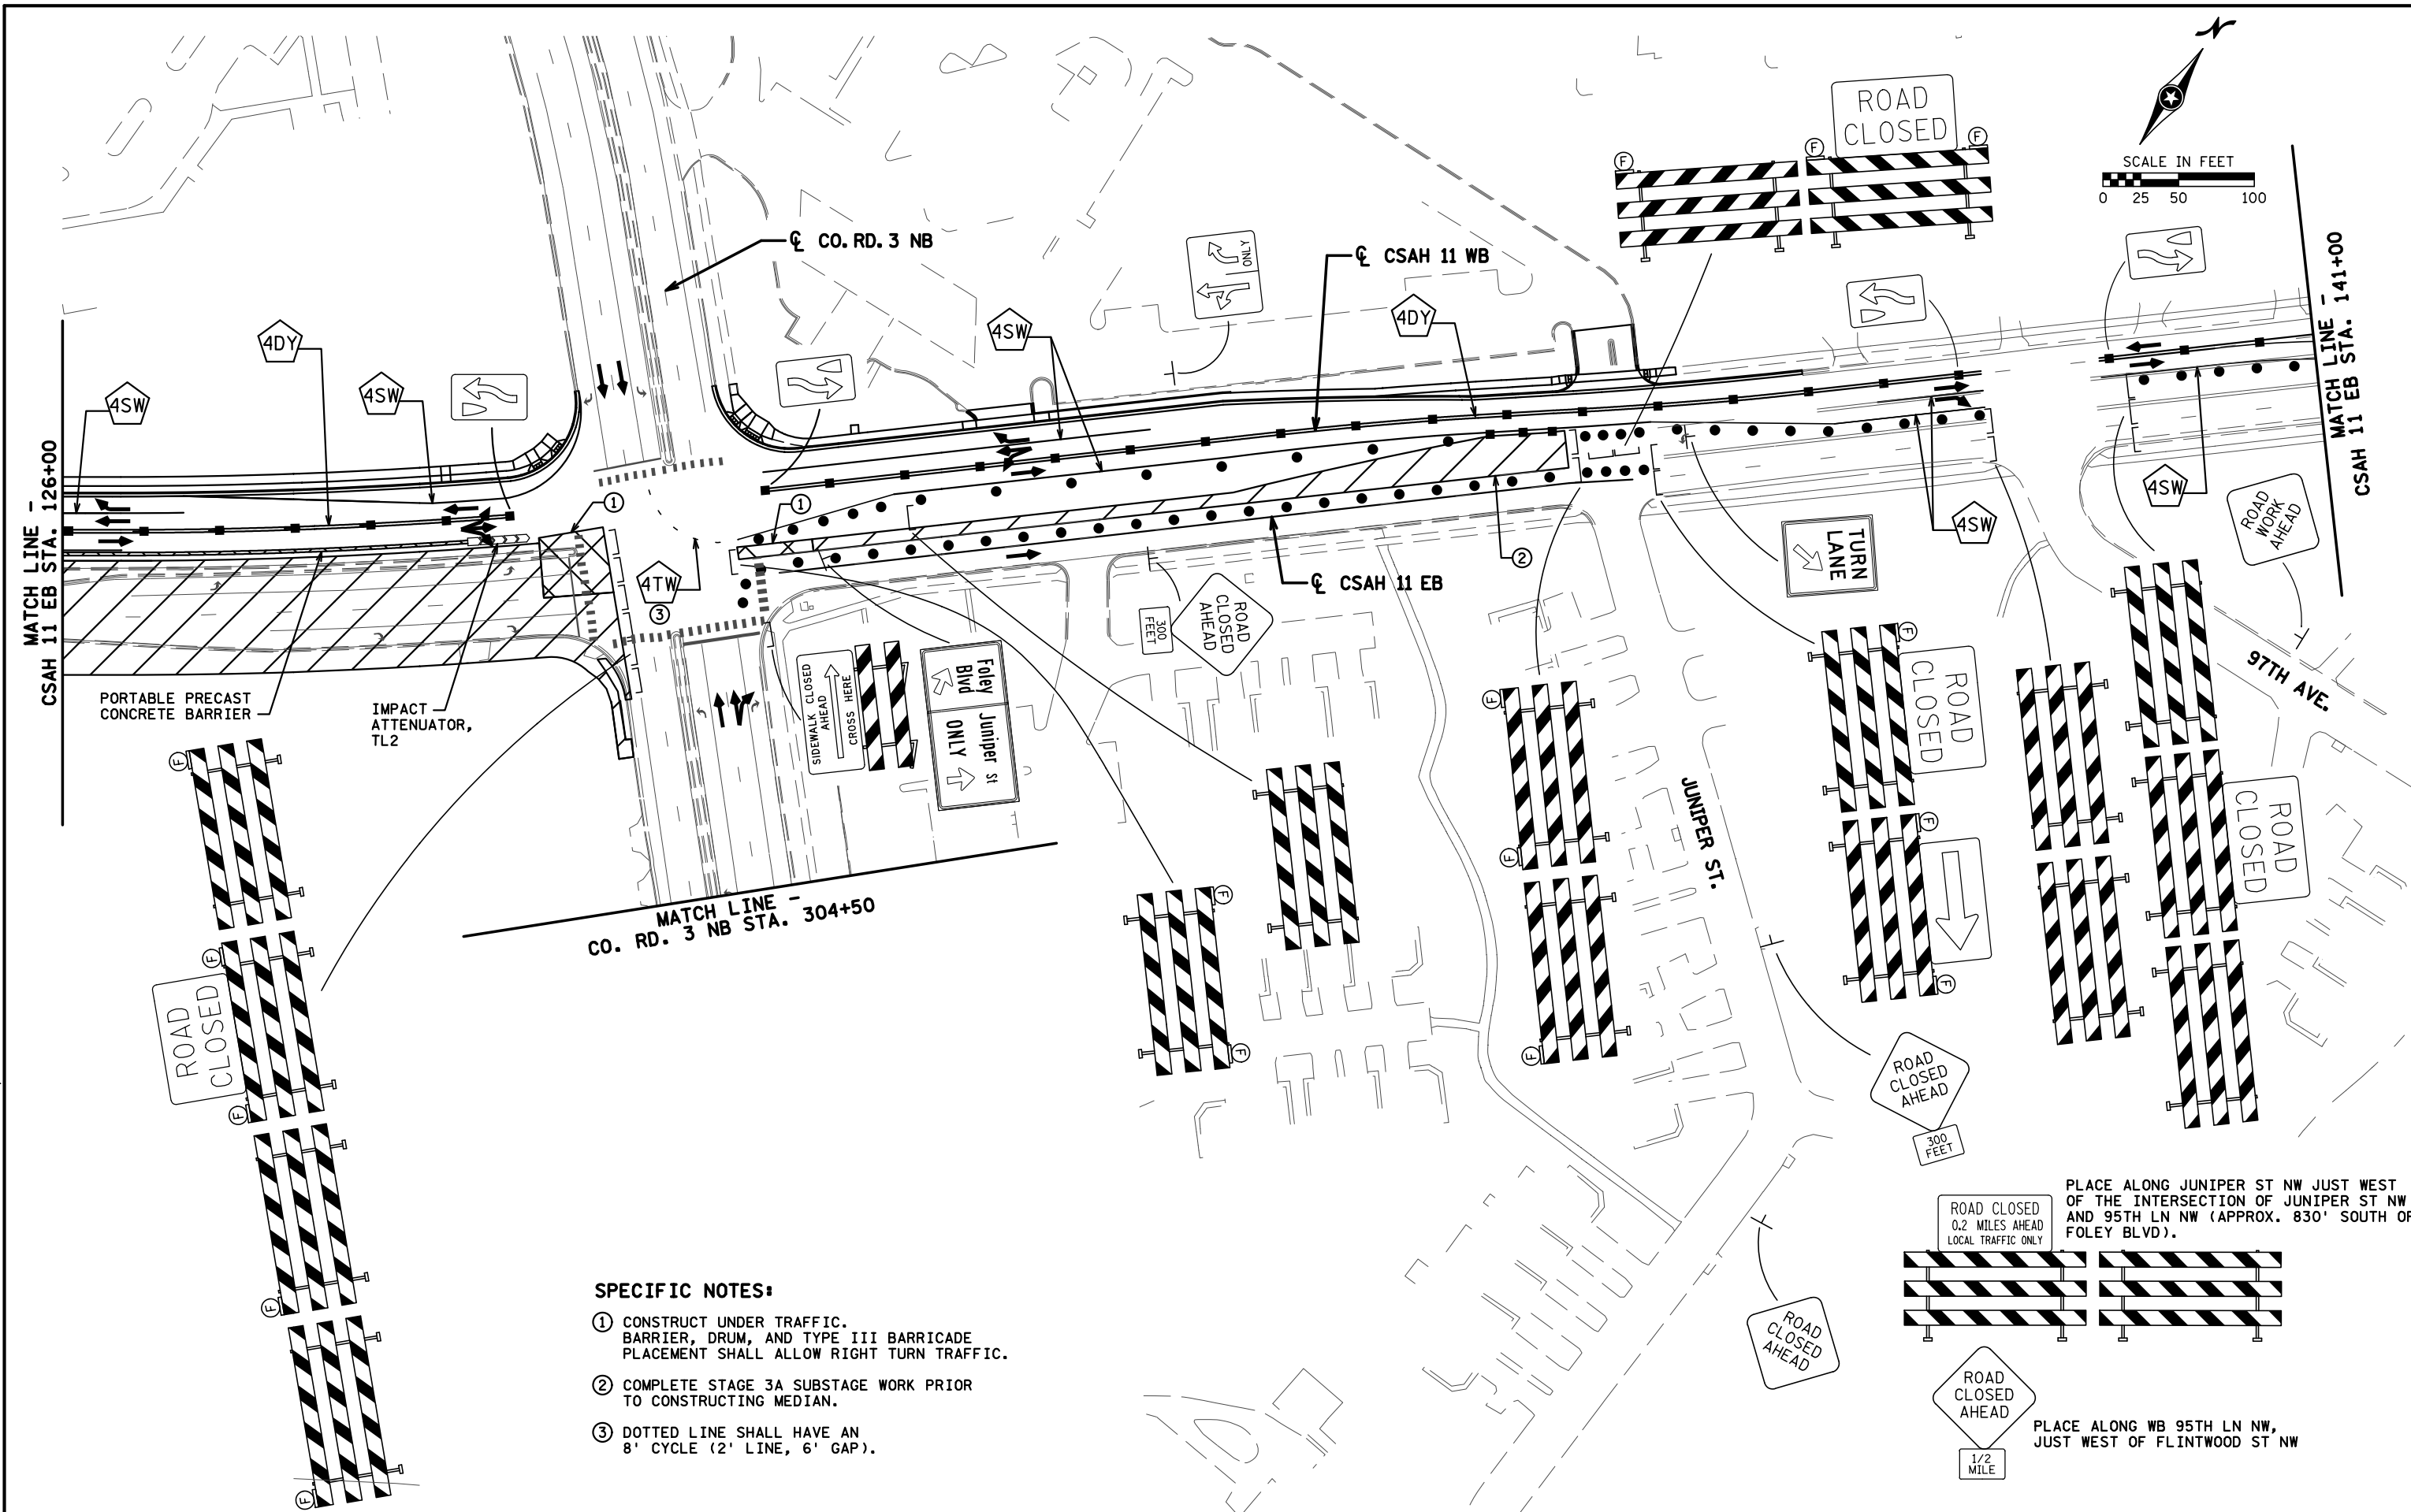 ROAD
CLOSED
F
F
F
N
SCALE IN FEET
0 25 50 100
CO. RD. 3 NB
ONLY
CSAH 11 WB
4DY
4SW
4DY
4SW
4SW
MATCH LINE -
CSAH 11 EB STA. 126+00
MATCH LINE -
CSAH 11 EB STA. 141+00
1
1
4TW
3
CSAH 11 EB
2
4SW
4SW
ROAD
WORK
AHEAD
TURN
LANE
ROAD
CLOSED
AHEAD
300
FEET
PORTABLE PRECAST
CONCRETE BARRIER
IMPACT
ATTENUATOR,
TL2
SIDEWALK CLOSED
AHEAD
CROSS HERE
Foley
Blvd
Juniper St
ONLY
97TH AVE.
JUNIPER ST.
F
ROAD
CLOSED
F
F
F
F
ROAD
CLOSED
F
F
F
F
F
F
F
F
ROAD
CLOSED
MATCH LINE -
CO. RD. 3 NB STA. 304+50
ROAD
CLOSED
AHEAD
300
FEET
ROAD
CLOSED
AHEAD
ROAD CLOSED
0.2 MILES AHEAD
LOCAL TRAFFIC ONLY
PLACE ALONG JUNIPER ST NW JUST WEST
OF THE INTERSECTION OF JUNIPER ST NW
AND 95TH LN NW (APPROX. 830' SOUTH OF
FOLEY BLVD).
ROAD
CLOSED
AHEAD
1/2
MILE
PLACE ALONG WB 95TH LN NW,
JUST WEST OF FLINTWOOD ST NW
SPECIFIC NOTES:
1 CONSTRUCT UNDER TRAFFIC.
BARRIER, DRUM, AND TYPE III BARRICADE
PLACEMENT SHALL ALLOW RIGHT TURN TRAFFIC.
2 COMPLETE STAGE 3A SUBSTAGE WORK PRIOR
TO CONSTRUCTING MEDIAN.
3 DOTTED LINE SHALL HAVE AN
8' CYCLE (2' LINE, 6' GAP).